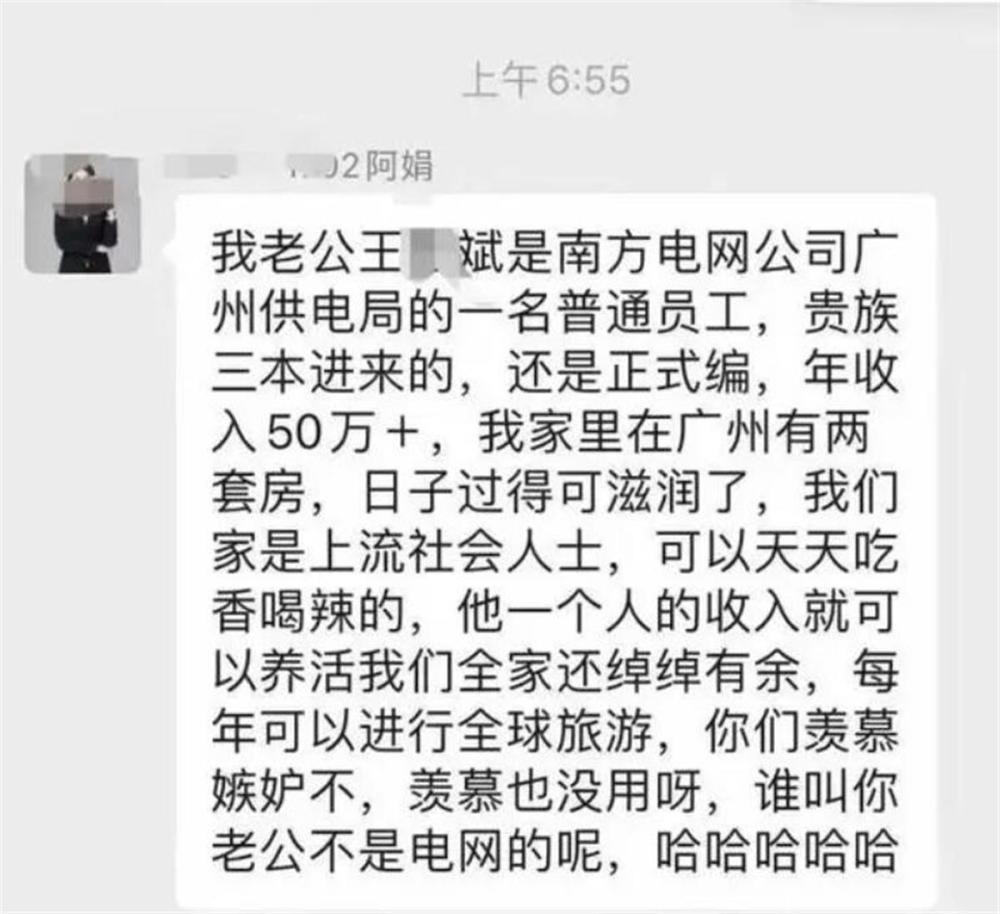 上午6:55
02阿娟
我老公王 斌是南方电网公司广
州供电局的一名普通员工，贵族
三本进来的，还是正式编，年收
入50万＋，我家里在广州有两
套房，日子过得可滋润了，我们
家是上流社会人士，可以天天吃
香喝辣的，他一个人的收入就可
以养活我们全家还绰绰有余，每
年可以进行全球旅游，你们羡慕
嫉妒不，羡慕也没用呀，谁叫你
老公不是电网的呢，哈哈哈哈哈